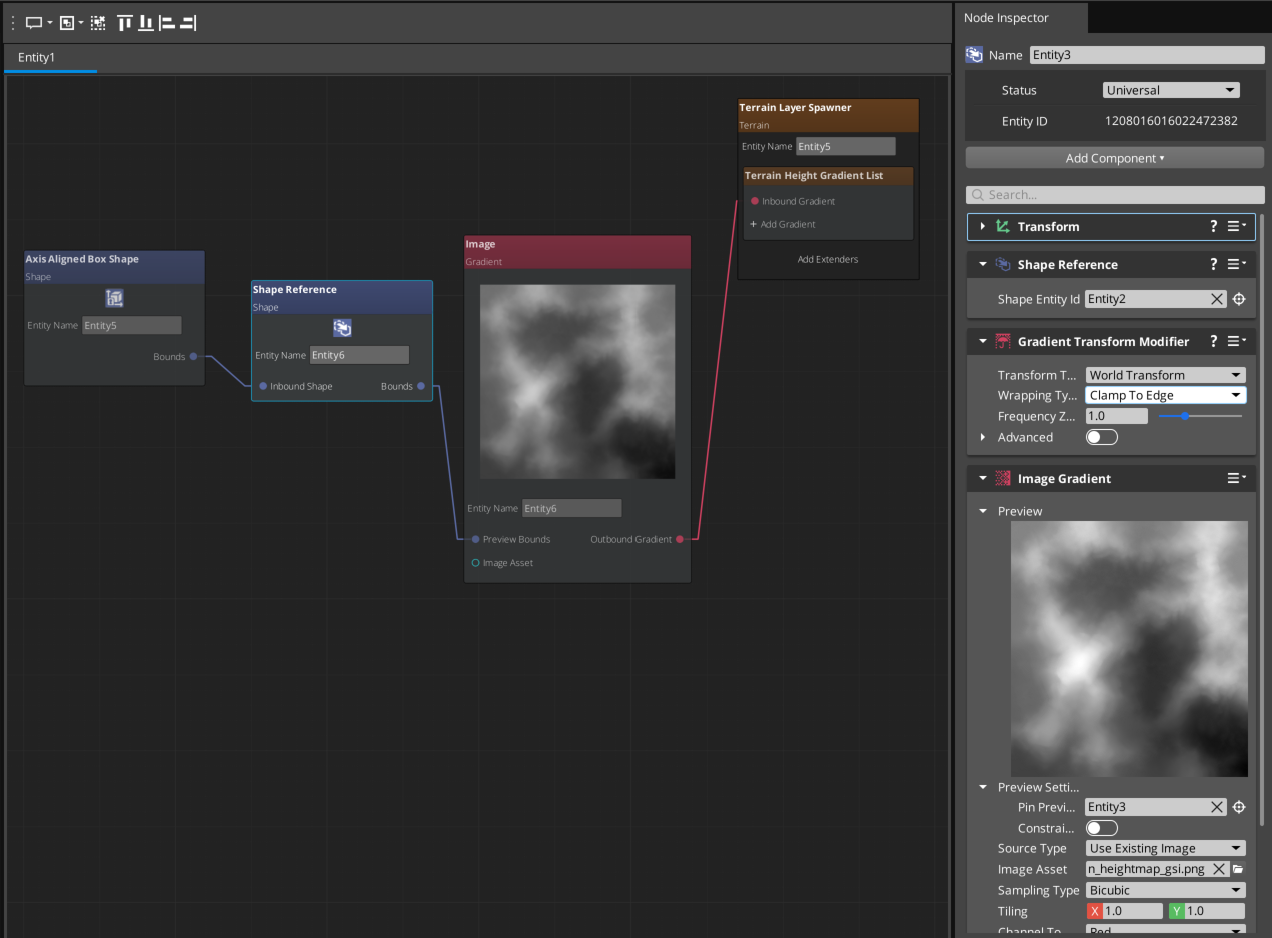 Entity1
Axis Aligned Box Shape
Shape
Entity Name Entity5
Bounds
Shape Reference
Shape
Entity Name Entity6
Inbound Shape Bounds
Image
Gradient
Entity Name Entity6
Preview Bounds Outbound Gradient
Image Asset
Terrain Layer Spawner
Terrain
Entity Name Entity5
Terrain Height Gradient List
Inbound Gradient
+ Add Gradient
Add Extenders
Node Inspector
Name Entity3
Status Universal
Entity ID 1208016016022472382
Add Component
Search...
Transform ?
Shape Reference ?
Shape Entity Id Entity2
Gradient Transform Modifier ?
Transform T... World Transform
Wrapping Ty... Clamp To Edge
Frequency Z... 1.0
Advanced
Image Gradient
Preview
Preview Setti...
Pin Previ... Entity3
Constrai...
Source Type Use Existing Image
Image Asset n_heightmap_gsi.png
Sampling Type Bicubic
Tiling X 1.0 Y 1.0
Channel To Red